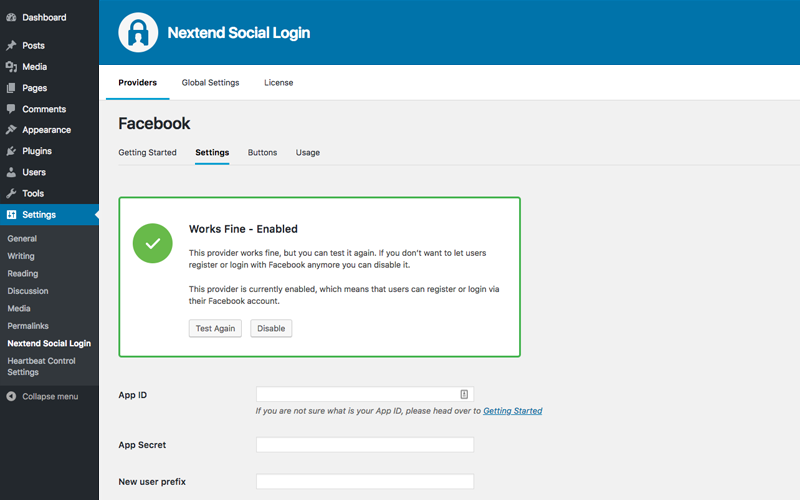 Dashboard
Posts
Media
Pages
Comments
Appearance
Plugins
Users
Tools
Settings
General
Writing
Reading
Discussion
Media
Permalinks
Nextend Social Login
Heartbeat Control
Settings
Collapse menu
Nextend Social Login
Providers Global Settings License
Facebook
Getting Started Settings Buttons Usage
Works Fine - Enabled
This provider works fine, but you can test it again. If you don't want to let users
register or login with Facebook anymore you can disable it.
This provider is currently enabled, which means that users can register or login via
their Facebook account.
Test Again Disable
App ID
If you are not sure what is your App ID, please head over to Getting Started
App Secret
New user prefix